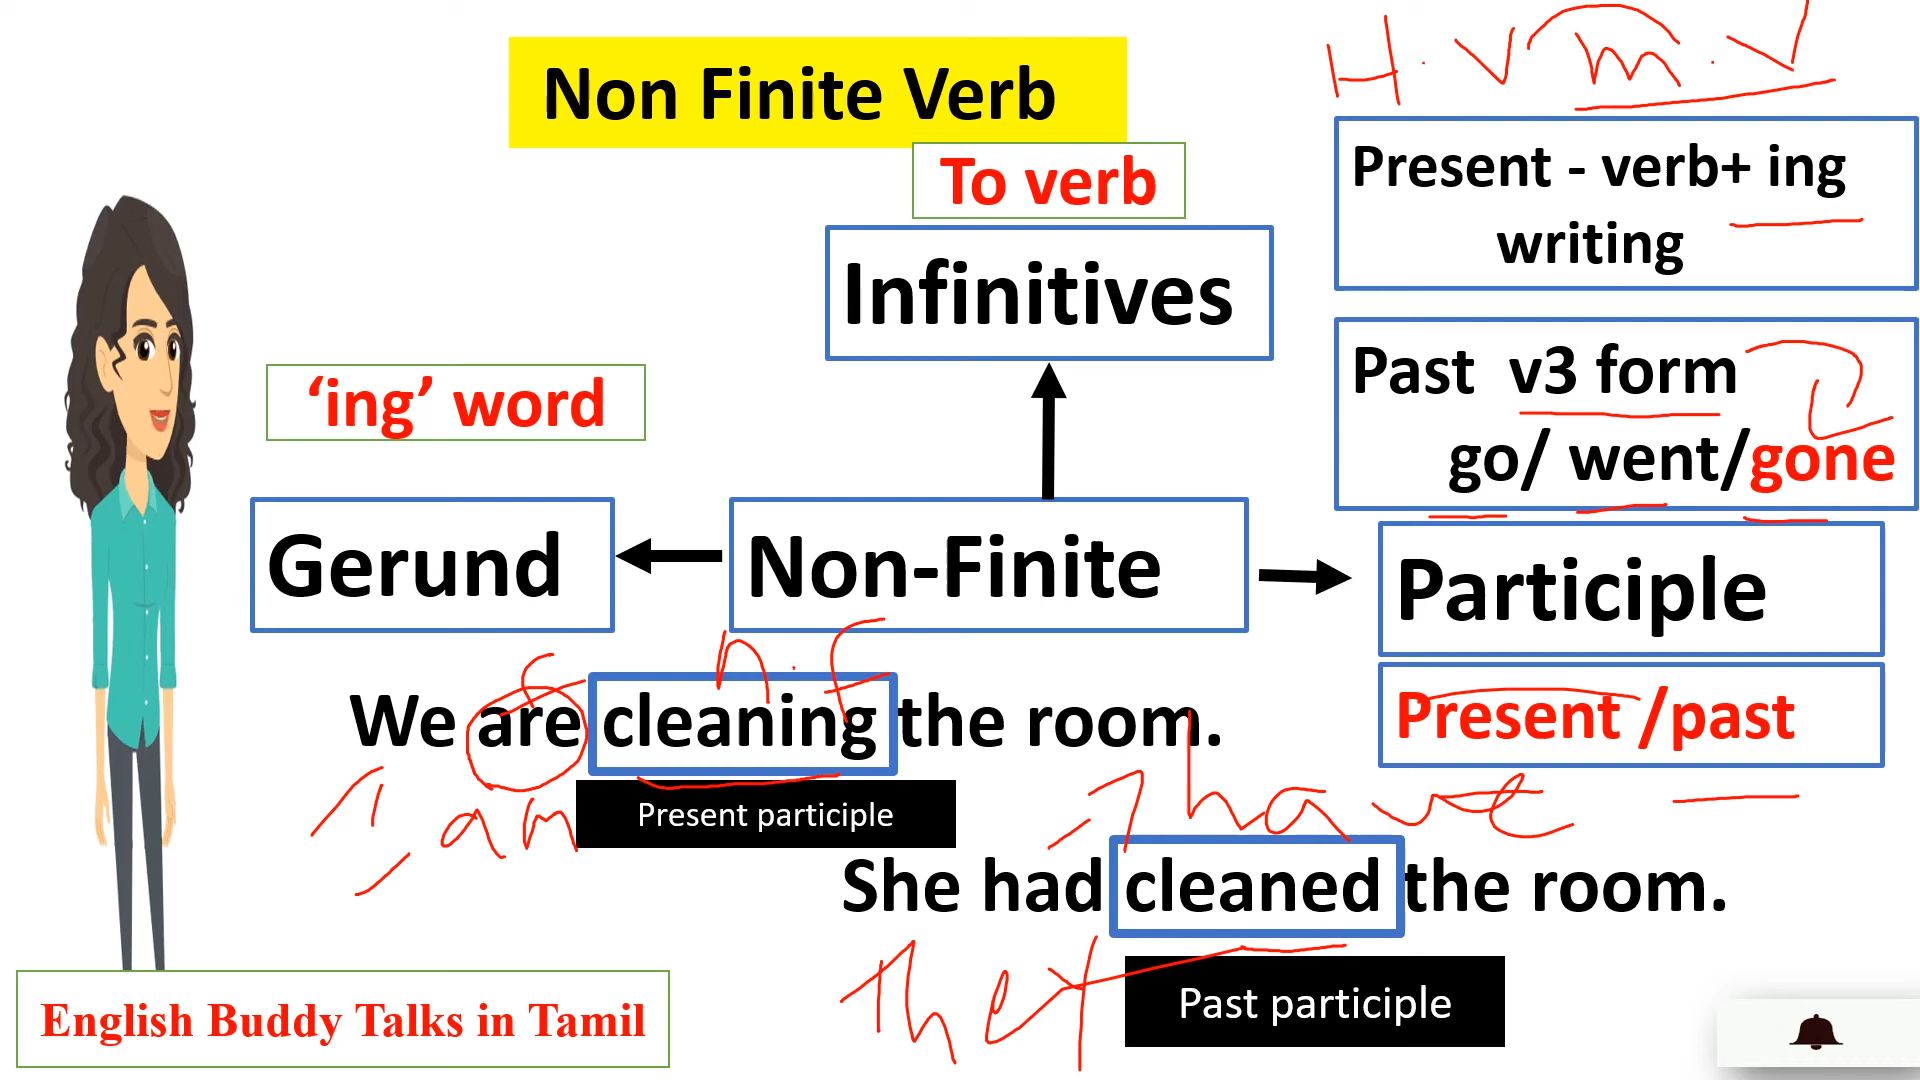 H.V m.V
Non Finite Verb
To verb
Present - verb+ ing
writing
Infinitives
Past v3 form
go/ went/gone
'ing' word
Gerund
Non-Finite
Participle
f n.f
We are cleaning the room.
Present /past
I am
Present participle
I have
She had cleaned the room.
They
Past participle
English Buddy Talks in Tamil